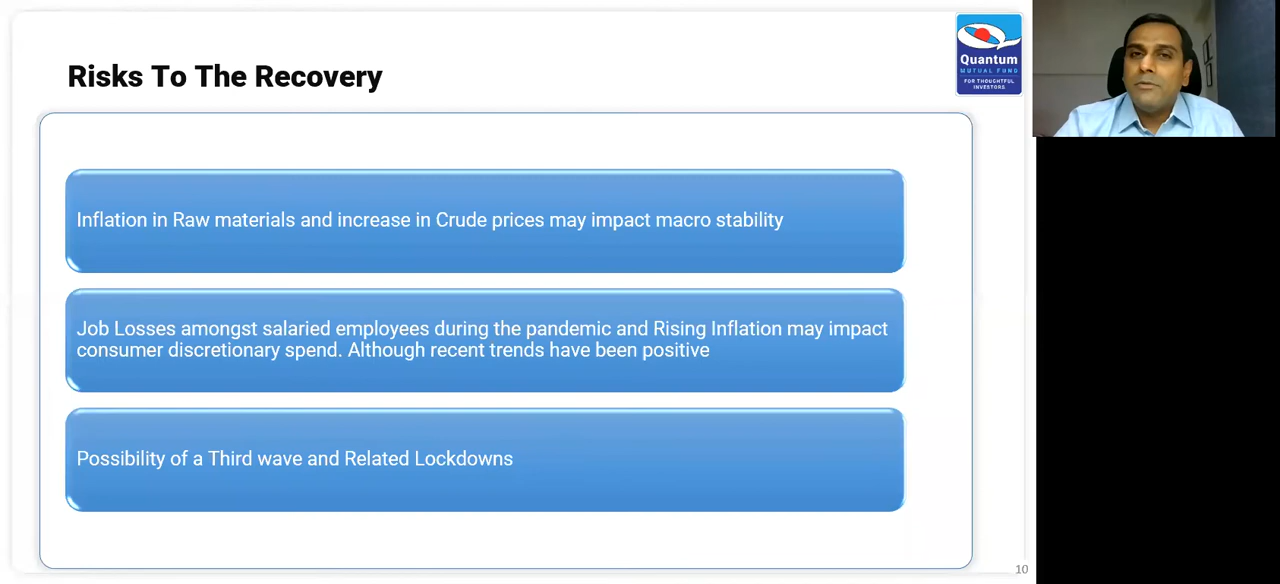 Risks To The Recovery
Quantum
MUTUAL FUND
FOR THOUGHTFUL
INVESTORS
Inflation in Raw materials and increase in Crude prices may impact macro stability
Job Losses amongst salaried employees during the pandemic and Rising Inflation may impact
consumer discretionary spend. Although recent trends have been positive
Possibility of a Third wave and Related Lockdowns
10